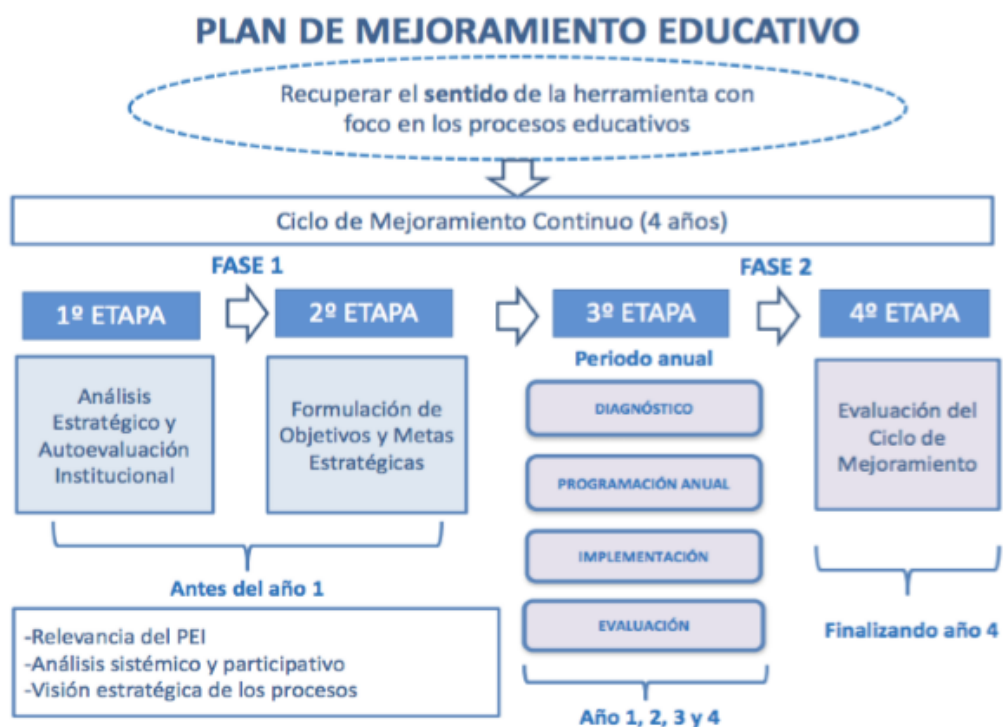 PLAN DE MEJORAMIENTO EDUCATIVO
Recuperar el sentido de la herramienta con
foco en los procesos educativos
Ciclo de Mejoramiento Continuo (4 años)
FASE 1
FASE 2
1º ETAPA
2º ETAPA
3º ETAPA
4º ETAPA
Análisis
Estratégico y
Autoevaluación
Institucional
Formulación de
Objetivos y Metas
Estratégicas
Periodo anual
DIAGNÓSTICO
PROGRAMACIÓN ANUAL
IMPLEMENTACIÓN
EVALUACIÓN
Evaluación del
Ciclo de
Mejoramiento
Antes del año 1
-Relevancia del PEI
-Análisis sistémico y participativo
-Visión estratégica de los procesos
Año 1, 2, 3 y 4
Finalizando año 4